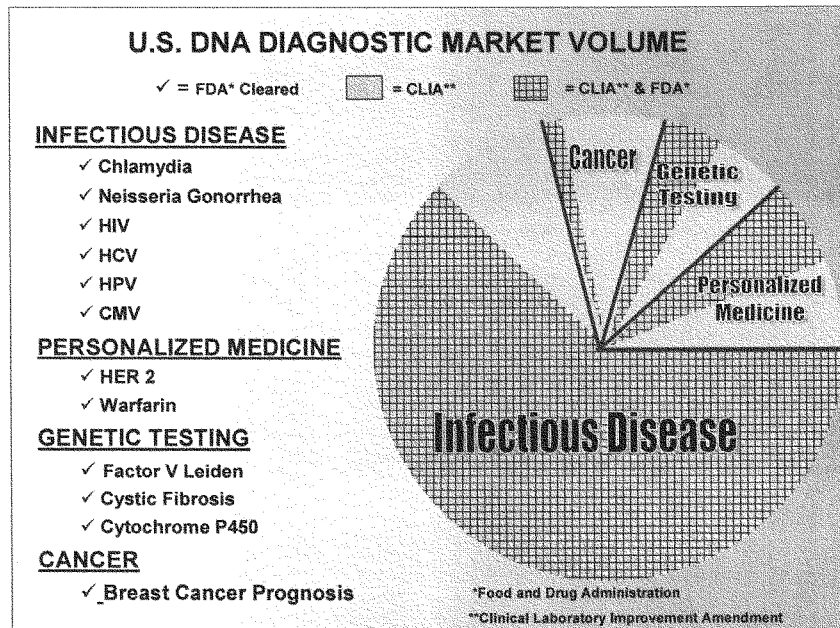 U.S. DNA DIAGNOSTIC MARKET VOLUME
✓ = FDA* Cleared = CLIA** = CLIA** & FDA*
INFECTIOUS DISEASE
✓ Chlamydia
✓ Neisseria Gonorrhea
✓ HIV
✓ HCV
✓ HPV
✓ CMV
PERSONALIZED MEDICINE
✓ HER 2
✓ Warfarin
GENETIC TESTING
✓ Factor V Leiden
✓ Cystic Fibrosis
✓ Cytochrome P450
CANCER
✓ Breast Cancer Prognosis
Cancer
Genetic
Testing
Personalized
Medicine
Infectious Disease
*Food and Drug Administration
**Clinical Laboratory Improvement Amendment